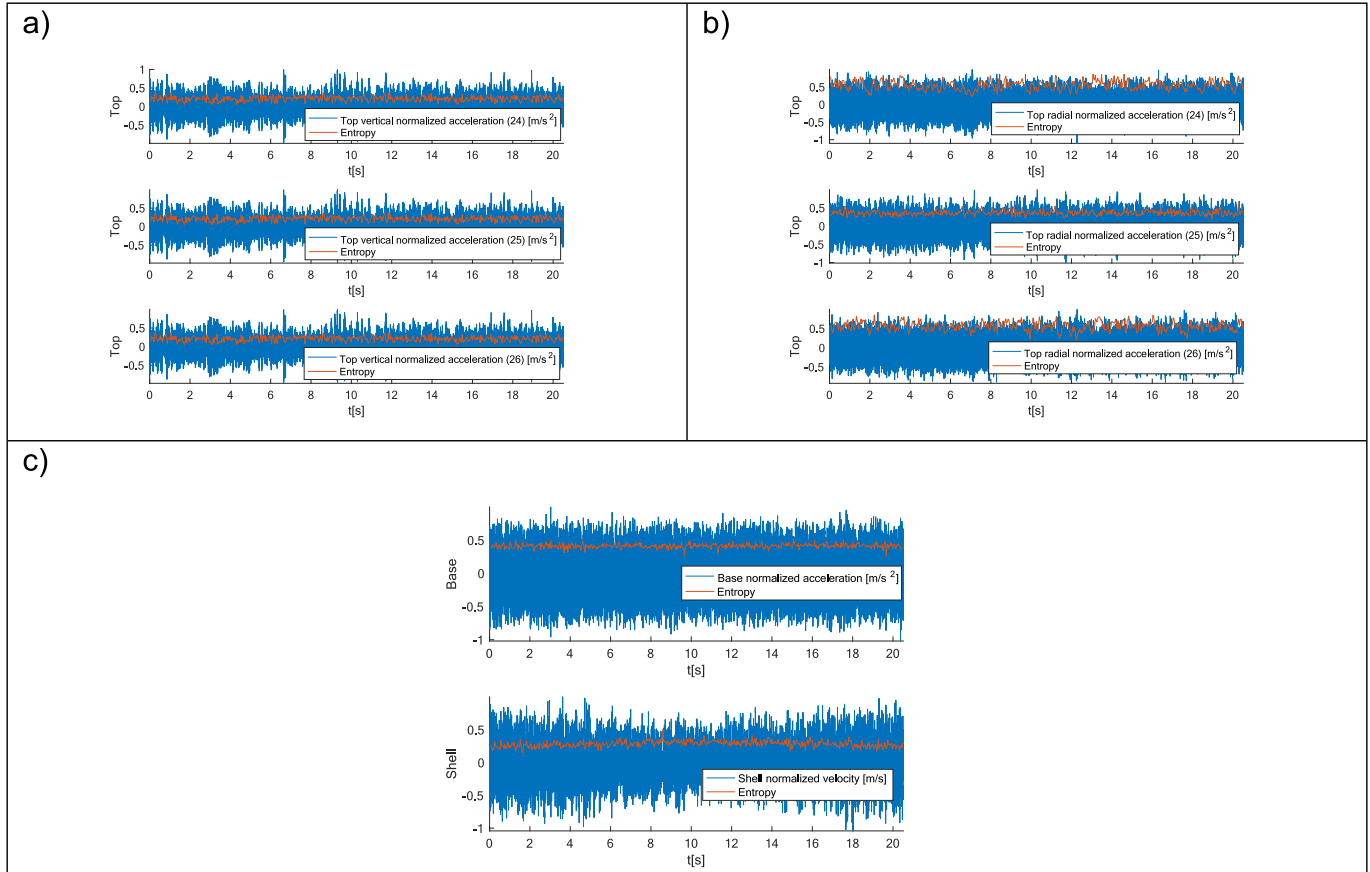 a)
1
0.5
0
-0.5
Top
Top vertical normalized acceleration (24) [m/s 2]
Entropy
0 2 4 6 8 10 12 14 16 18 20
t[s]
0.5
0
-0.5
Top
Top vertical normalized acceleration (25) [m/s 2]
Entropy
0 2 4 6 8 10 12 14 16 18 20
t[s]
0.5
0
-0.5
Top
Top vertical normalized acceleration (26) [m/s 2]
Entropy
0 2 4 6 8 10 12 14 16 18 20
t[s]
b)
0.5
0
-0.5
-1
Top
Top radial normalized acceleration (24) [m/s 2]
Entropy
0 2 4 6 8 10 12 14 16 18 20
t[s]
0.5
0
-0.5
-1
Top
Top radial normalized acceleration (25) [m/s 2]
Entropy
0 2 4 6 8 10 12 14 16 18 20
t[s]
0.5
0
-0.5
Top
Top radial normalized acceleration (26) [m/s 2]
Entropy
0 2 4 6 8 10 12 14 16 18 20
t[s]
c)
0.5
0
-0.5
-1
Base
Base normalized acceleration [m/s 2]
Entropy
0 2 4 6 8 10 12 14 16 18 20
t[s]
0.5
0
-0.5
-1
Shell
Shell normalized velocity [m/s]
Entropy
0 2 4 6 8 10 12 14 16 18 20
t[s]